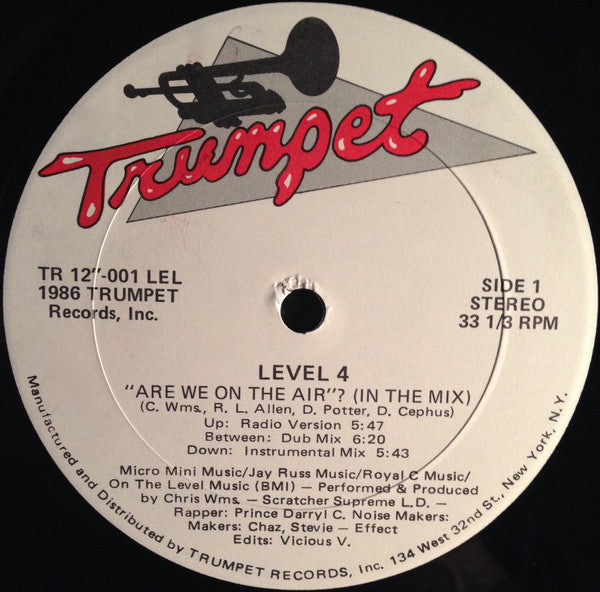 Trumpet
TR 12"-001 LEL
1986 TRUMPET
Records, Inc.
SIDE 1
STEREO
33 1/3 RPM
LEVEL 4
"ARE WE ON THE AIR"? (IN THE MIX)
(C. Wms., R. L. Allen, D. Potter, D. Cephus)
Up: Radio Version 5:47
Between: Dub Mix 6:20
Down: Instrumental Mix 5:43
Micro Mini Music/Jay Russ Music/Royal C Music/
On The Level Music (BMI) – Performed & Produced
by Chris Wms. – Scratcher Supreme L.D. –
Rapper: Prince Darryl C. Noise Makers:
Makers: Chaz, Stevie – Effect
Edits: Vicious V.
Manufactured and Distributed by TRUMPET RECORDS, Inc. 134 West 32nd St., New York, N.Y.